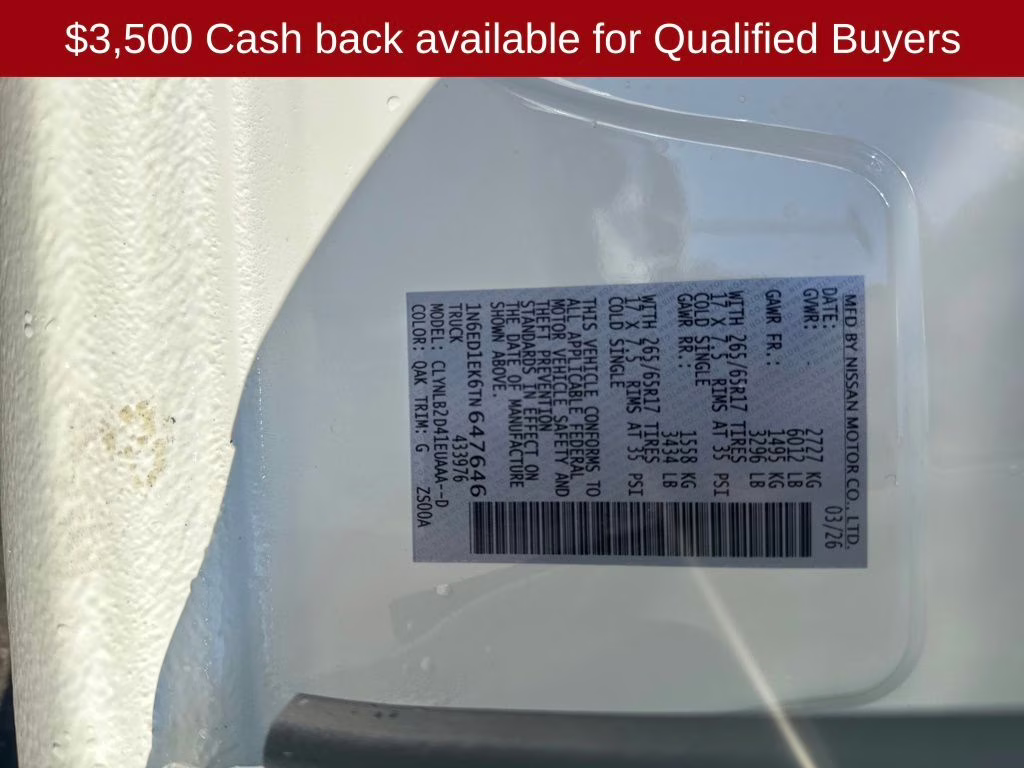 $3,500 Cash back available for Qualified Buyers
MFD BY NISSAN MOTOR CO., LTD.
DATE: 03/26
GVWR: 2727 KG
6012 LB
GAWR FR.: 1495 KG
3296 LB
WTH 265/65R17 TIRES
17 X 7.5 RIMS AT 35 PSI
COLD SINGLE
GAWR RR.: 1558 KG
3434 LB
WTH 265/65R17 TIRES
17 X 7.5 RIMS AT 35 PSI
COLD SINGLE
THIS VEHICLE CONFORMS TO
ALL APPLICABLE FEDERAL
MOTOR VEHICLE SAFETY AND
THEFT PREVENTION
STANDARDS IN EFFECT ON
THE DATE OF MANUFACTURE
SHOWN ABOVE.
1N6ED1EK6TN647646
TRUCK 433976
MODEL: CLYNLB2D41EUAA--D
COLOR: QAK TRIM: G ZS00A